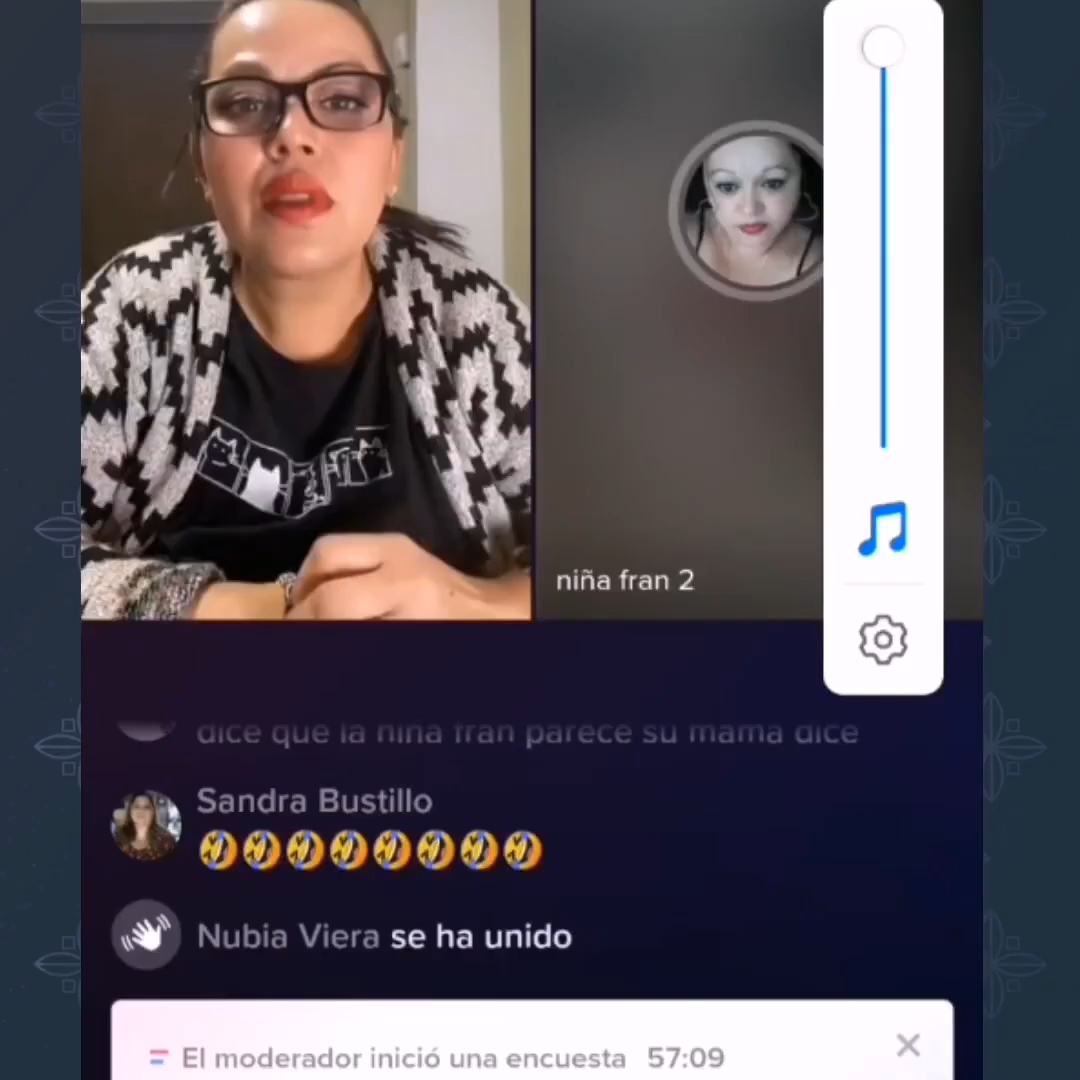 niña fran 2
dice que la niña fran parece su mama dice
Sandra Bustillo
🤣🤣🤣🤣🤣🤣🤣🤣
Nubia Viera se ha unido
El moderador inició una encuesta 57:09